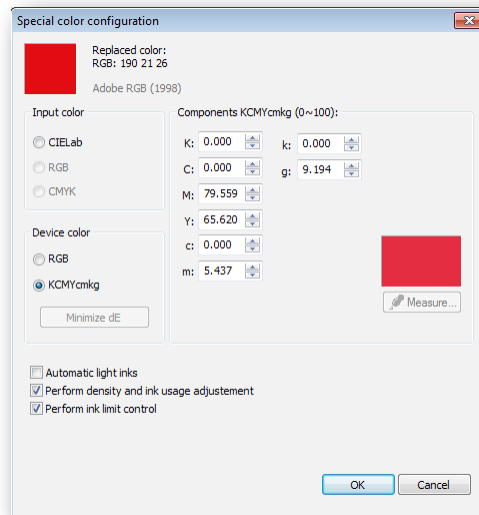 Special color configuration
Replaced color:
RGB: 190 21 26
Adobe RGB (1998)
Input color
CIELab
RGB
CMYK
Device color
RGB
KCMYcmkg
Minimize dE
Components KCMYcmkg (0~100):
K: 0.000
k: 0.000
C: 0.000
g: 9.194
M: 79.559
Y: 65.620
c: 0.000
m: 5.437
Measure...
Automatic light inks
Perform density and ink usage adjustement
Perform ink limit control
OK
Cancel